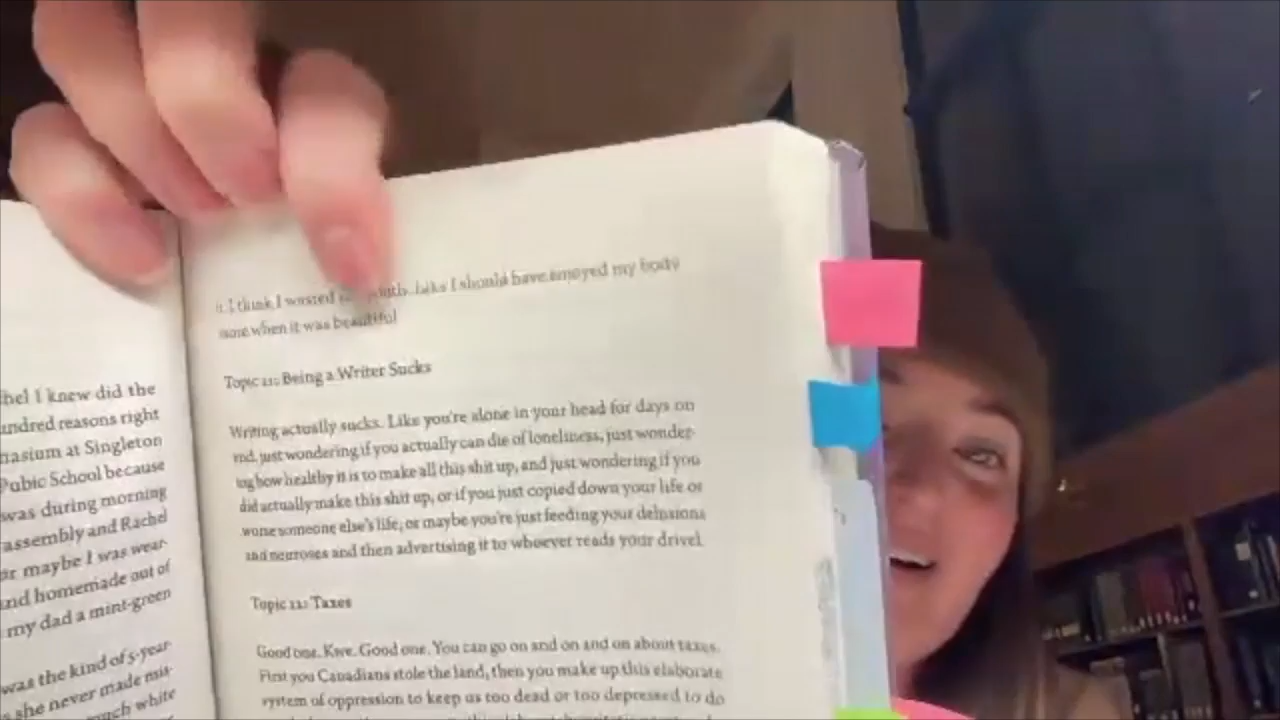 hel I knew did the
undred reasons right
nasium at Singleton
Pubic School because
was during morning
assembly and Rachel
or maybe I was wear-
and homemade out of
my dad a mint-green
was the kind of 5-year
s she never made mis-
much white
it. I think I wasted youth. Like I should have enjoyed my body
more when it was beautiful
Topic 21: Being a Writer Sucks
Writing actually sucks. Like you're alone in your head for days on
end, just wondering if you actually can die of loneliness, just wonder-
ing how healthy it is to make all this shit up, and just wondering if you
did actually make this shit up, or if you just copied down your life or
worse someone else's life, or maybe you're just feeding your delusions
and neuroses and then advertising it to whoever reads your drivel.
Topic 22: Taxes
Good one, Kwe. Good one. You can go on and on and on about taxes.
First you Canadians stole the land, then you make up this elaborate
system of oppression to keep us too dead or too depressed to do